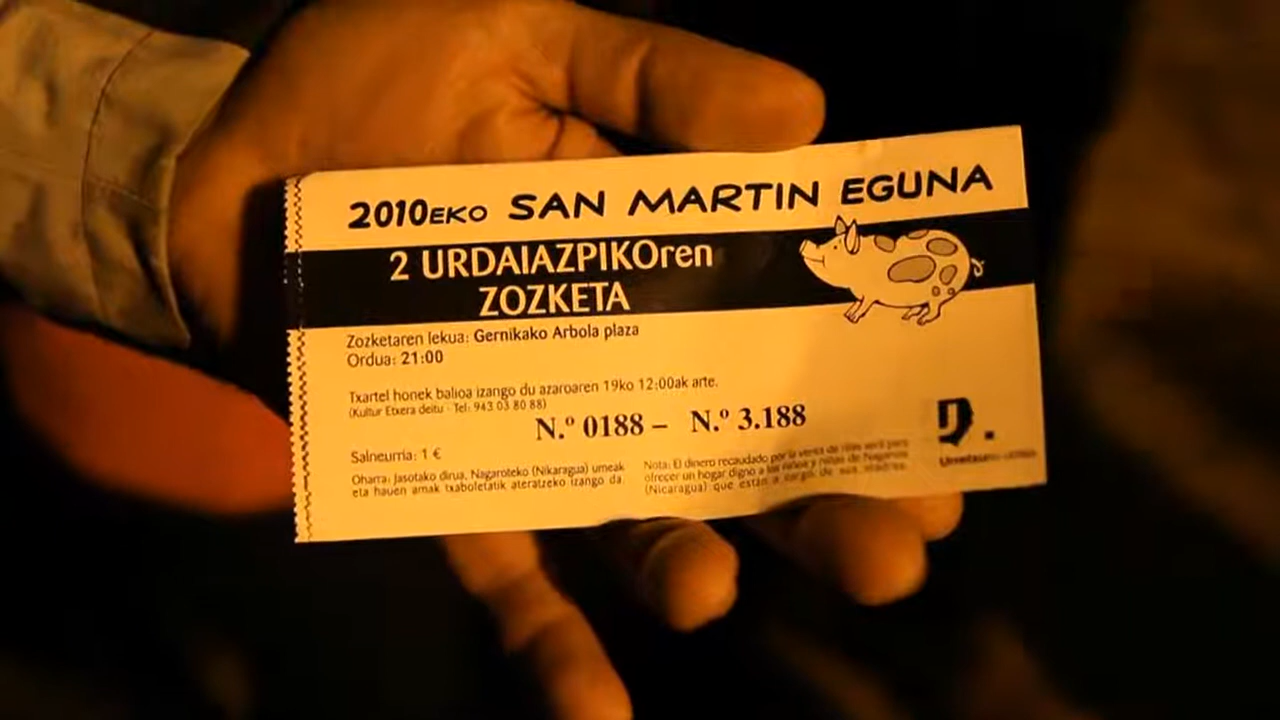 2010EKO SAN MARTIN EGUNA
2 URDAIAZPIKOren
ZOZKETA
Zozketaren lekua: Gernikako Arbola plaza
Ordua: 21:00
Txartel honek balioa izango du azaroaren 19ko 12:00ak arte.
(Kultur Etxera deitu - Tel: 943 03 80 88)
N.º 0188 – N.º 3.188
Salneurria: 1 €
Oharra: Jasotako dirua, Nagaroteko (Nikaragua) umeak
eta hauen amak txaboletatik ateratzeko izango da.
Nota: El dinero recaudado por la venta de rifas será para
ofrecer un hogar digno a los niños y niñas de Nagarote
(Nicaragua) que están a cargo de sus madres.